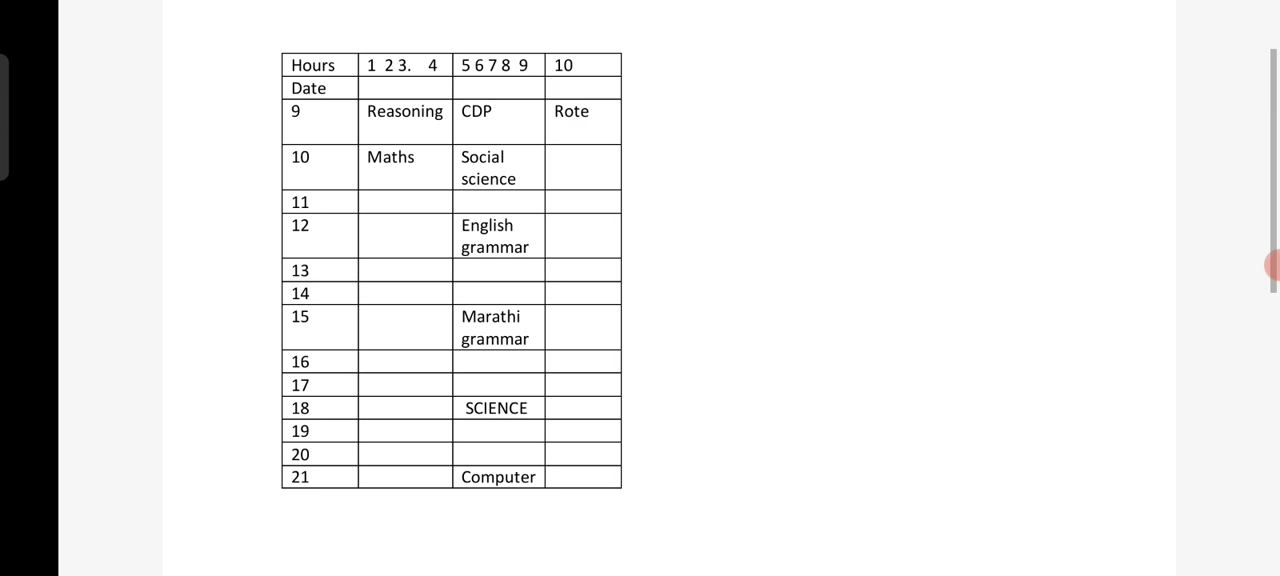 Hours 1 2 3. 4 5 6 7 8 9 10
Date
9 Reasoning CDP Rote
10 Maths Social
science
11
12 English
grammar
13
14
15 Marathi
grammar
16
17
18 SCIENCE
19
20
21 Computer